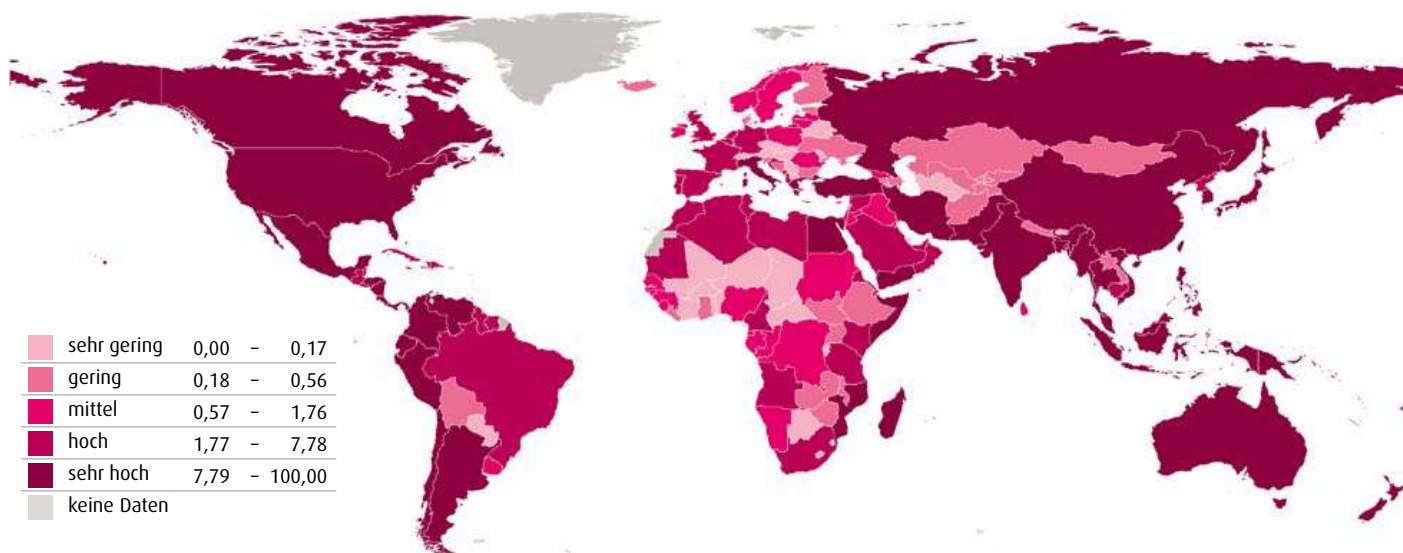 sehr gering 0,00 – 0,17
gering 0,18 – 0,56
mittel 0,57 – 1,76
hoch 1,77 – 7,78
sehr hoch 7,79 – 100,00
keine Daten